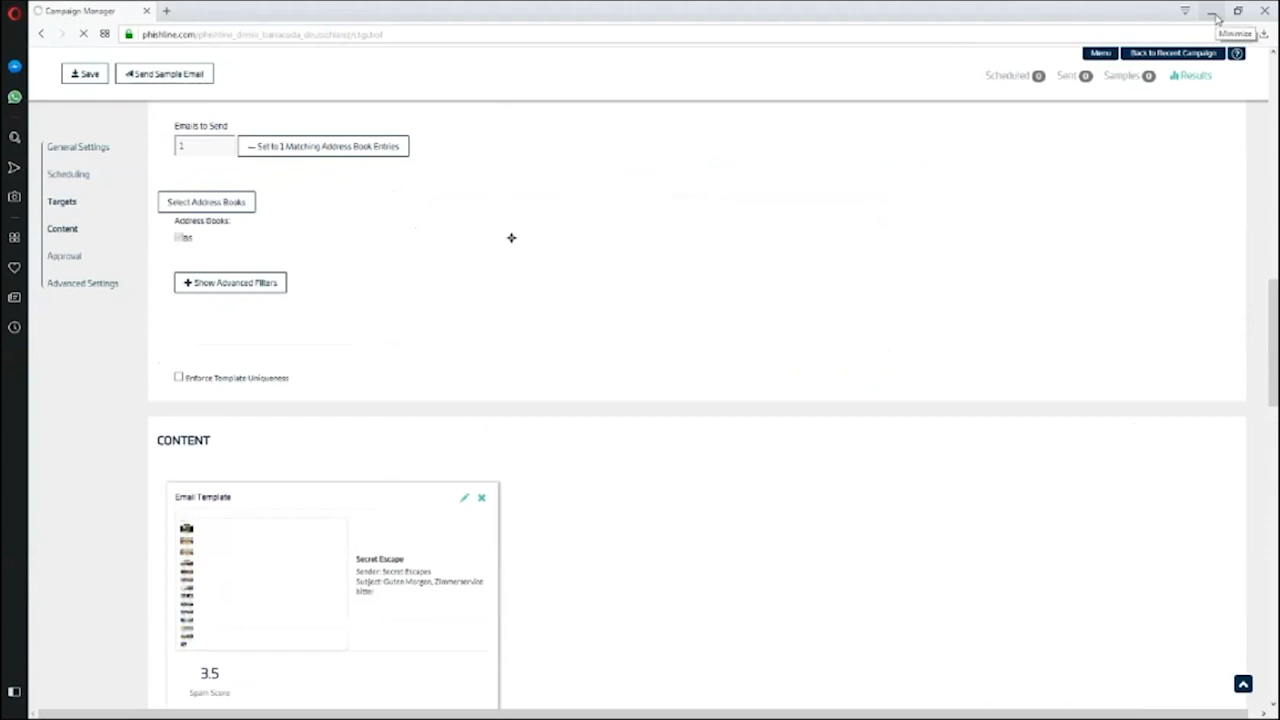 Campaign Manager
phishline.com/phishline_demo_barracuda_deutschland/
Minimize
Menu
Back to Recent Campaign
Save
Send Sample Email
Scheduled 0
Sent 0
Samples 0
Results
Emails to Send
1
Set to 1 Matching Address Book Entries
General Settings
Scheduling
Targets
Content
Approval
Advanced Settings
Select Address Books
Address Books:
Show Advanced Filters
Enforce Template Uniqueness
CONTENT
Email Template
Secret Escape
Sender: Secret Escapes
Subject: Guten Morgen, Zimmerservice
bitte!
3.5
Spam Score